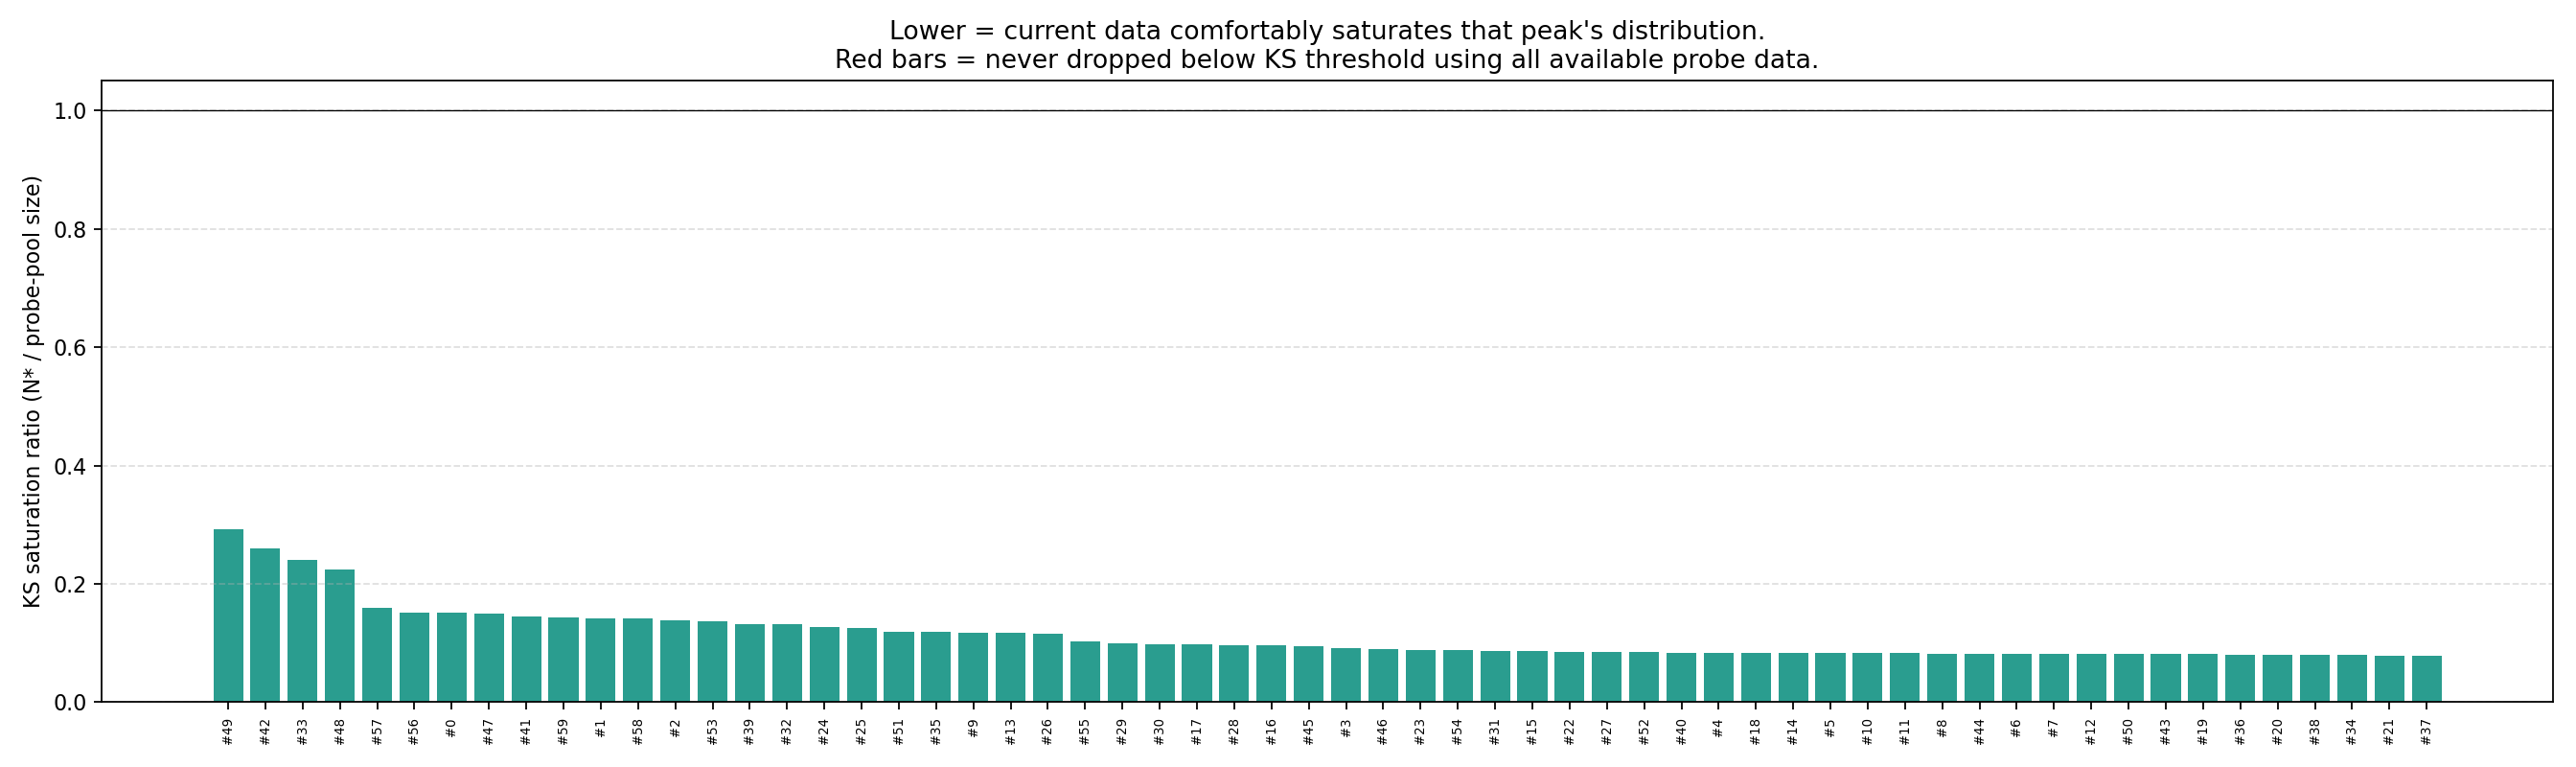 Lower = current data comfortably saturates that peak's distribution.
Red bars = never dropped below KS threshold using all available probe data.
KS saturation ratio (N* / probe-pool size)
1.0
0.8
0.6
0.4
0.2
0.0
#49 #42 #33 #48 #57 #56 #0 #47 #41 #59 #1 #58 #2 #53 #39 #32 #24 #25 #51 #35 #9 #13 #26 #55 #29 #30 #17 #28 #16 #45 #3 #46 #23 #54 #31 #15 #22 #27 #52 #40 #4 #18 #14 #5 #10 #11 #8 #44 #6 #7 #12 #50 #43 #19 #36 #20 #38 #34 #21 #37